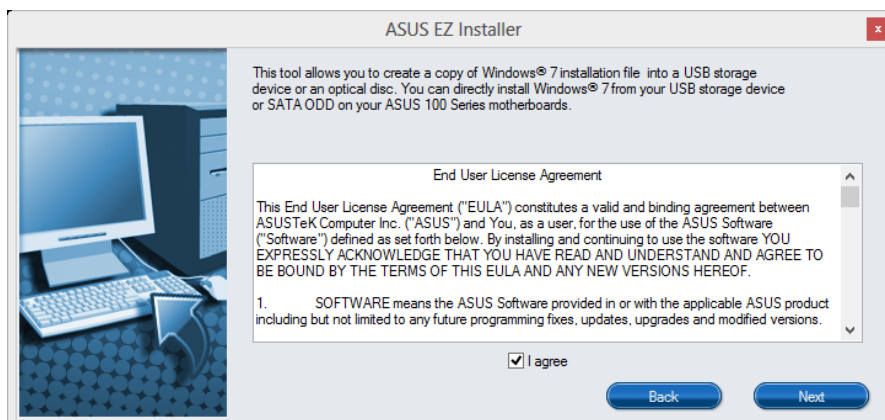 ASUS EZ Installer
x
This tool allows you to create a copy of Windows® 7 installation file into a USB storage
device or an optical disc. You can directly install Windows® 7 from your USB storage device
or SATA ODD on your ASUS 100 Series motherboards.
End User License Agreement
This End User License Agreement ("EULA") constitutes a valid and binding agreement between
ASUSTeK Computer Inc. ("ASUS") and You, as a user, for the use of the ASUS Software
("Software") defined as set forth below. By installing and continuing to use the software YOU
EXPRESSLY ACKNOWLEDGE THAT YOU HAVE READ AND UNDERSTAND AND AGREE TO
BE BOUND BY THE TERMS OF THIS EULA AND ANY NEW VERSIONS HEREOF.
1. SOFTWARE means the ASUS Software provided in or with the applicable ASUS product
including but not limited to any future programming fixes, updates, upgrades and modified versions.
I agree
Back Next